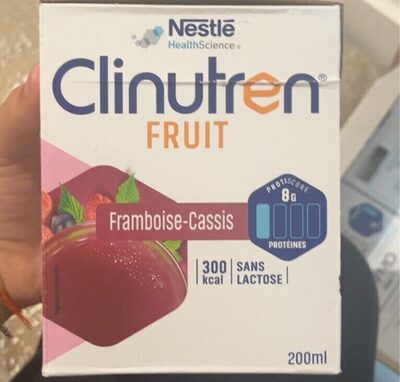 Nestlé
HealthScience®
Clinutren®
FRUIT
Framboise-Cassis
PROTISCORE
8G
PROTÉINES
300
kcal
SANS
LACTOSE
200ml